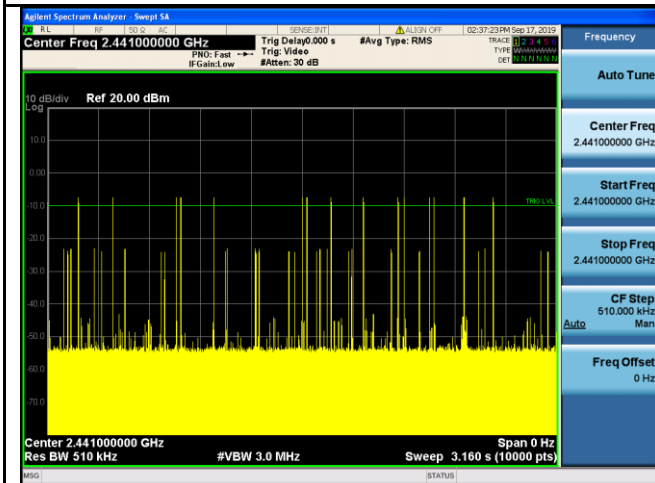 Agilent Spectrum Analyzer - Swept SA
RL RF 50 Ω AC SENSE:INT ALIGN OFF 02:37:23 PM Sep 17, 2019
Center Freq 2.441000000 GHz
PNO: Fast
IFGain:Low
Trig Delay0.000 s
Trig: Video
#Atten: 30 dB
#Avg Type: RMS
TRACE 1 2 3 4 5 6
TYPE
DET N N N N N N
10 dB/div Ref 20.00 dBm
Log
10.0
0.00
TRIG LVL
-10.0
-20.0
-30.0
-40.0
-50.0
-60.0
-70.0
Center 2.441000000 GHz Span 0 Hz
Res BW 510 kHz #VBW 3.0 MHz Sweep 3.160 s (10000 pts)
MSG STATUS
Frequency
Auto Tune
Center Freq
2.441000000 GHz
Start Freq
2.441000000 GHz
Stop Freq
2.441000000 GHz
CF Step
510.000 kHz
Auto Man
Freq Offset
0 Hz